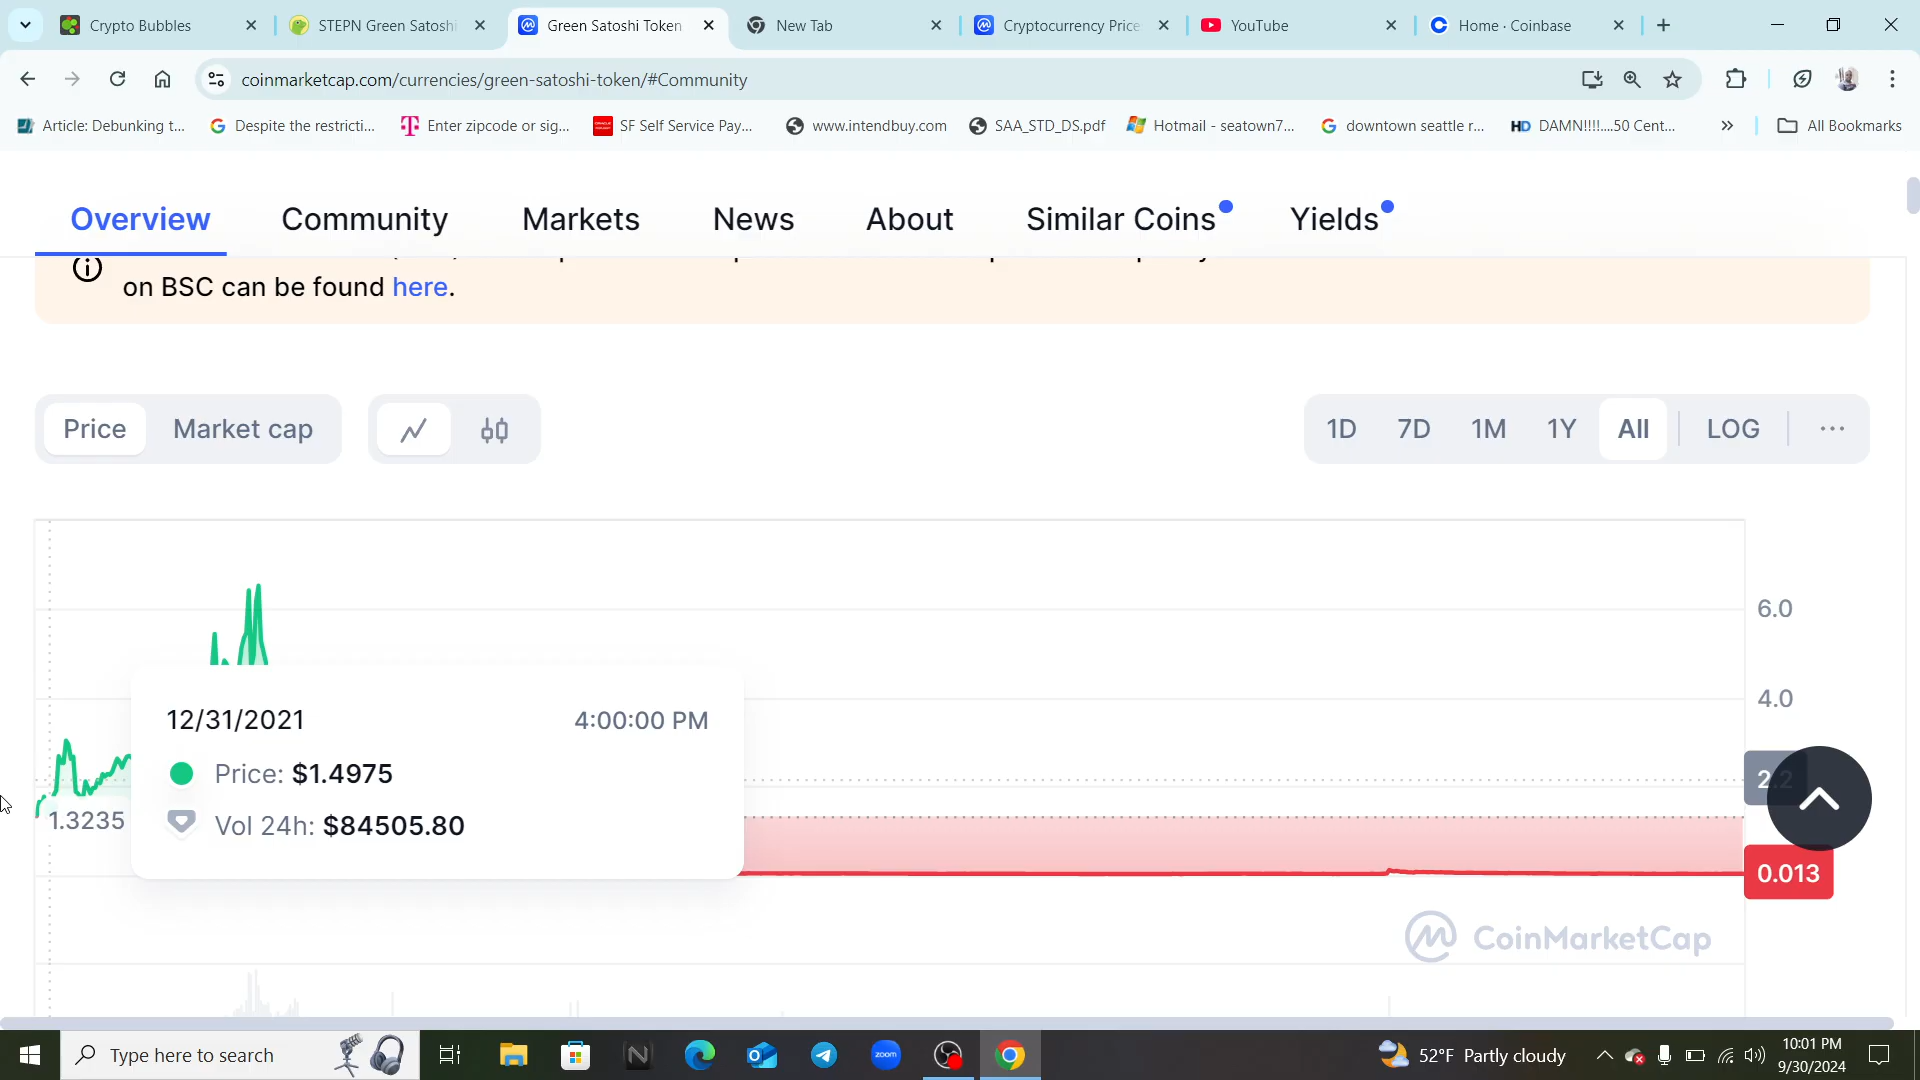 Crypto Bubbles
STEPN Green Satoshi
Green Satoshi Token
New Tab
Cryptocurrency Price
YouTube
Home · Coinbase
coinmarketcap.com/currencies/green-satoshi-token/#Community
Article: Debunking t...
Despite the restricti...
Enter zipcode or sig...
SF Self Service Pay...
www.intendbuy.com
SAA_STD_DS.pdf
Hotmail - seatown7...
downtown seattle r...
HD DAMN!!!!....50 Cent...
All Bookmarks
Overview Community Markets News About Similar Coins Yields
on BSC can be found here.
Price Market cap
1D 7D 1M 1Y All LOG ...
6.0
4.0
2.2
0.013
1.3235
12/31/2021 4:00:00 PM
Price: $1.4975
Vol 24h: $84505.80
CoinMarketCap
Type here to search
zoom
52°F Partly cloudy
10:01 PM
9/30/2024